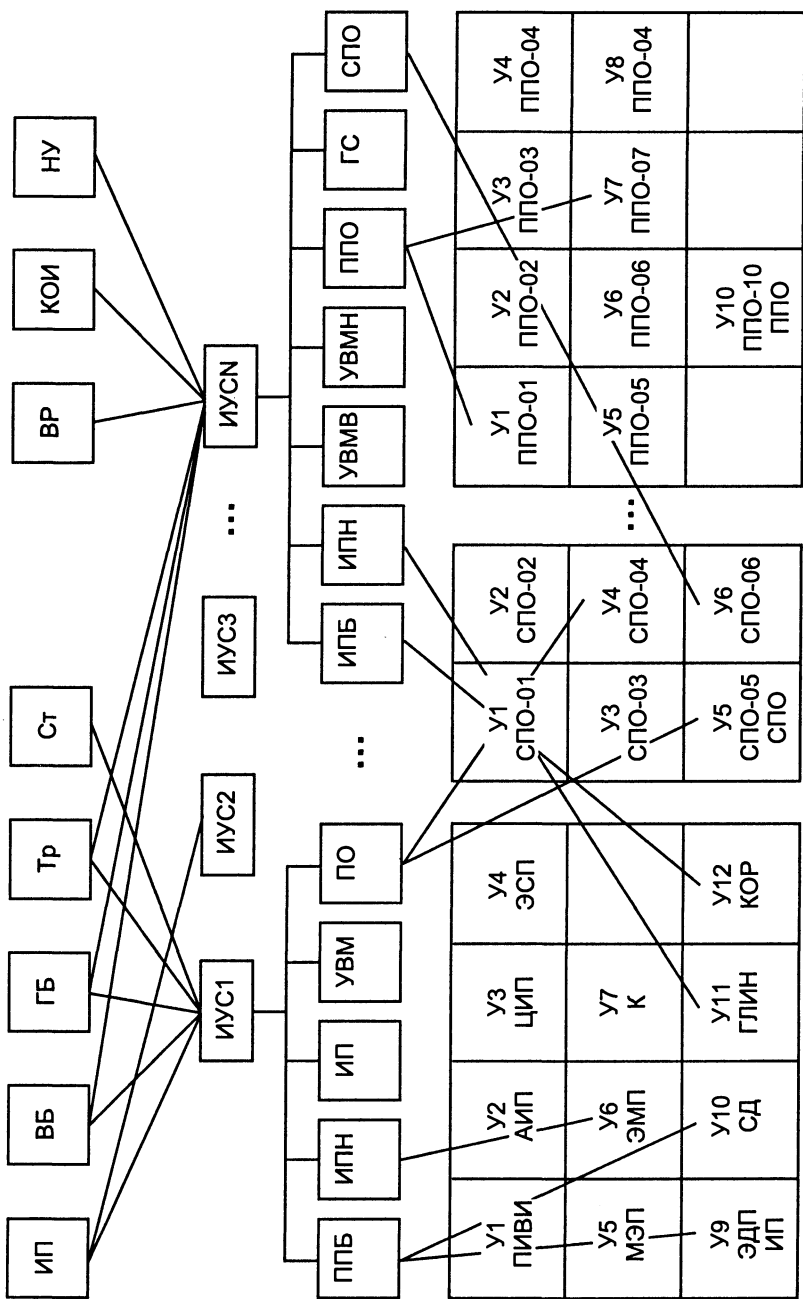 ИП
ВБ
ГБ
Тр
Ст
ВР
КОИ
НУ
ИУС1
ИУС2
ИУС3
...
ИУСN
ППБ
ИПН
ИП
УВМ
ПО
...
ИПБ
ИПН
УВМВ
УВМН
ППО
ГС
СПО
У1
ПИВИ
У2
АИП
У3
ЦИП
У4
ЭСП
У5
МЭП
У6
ЭМП
У7
К
У9
ЭДП
ИП
У10
СД
У11
ГЛИН
У12
КОР
У1
СПО-01
У2
СПО-02
У3
СПО-03
У4
СПО-04
У5
СПО-05
СПО
У6
СПО-06
...
У1
ППО-01
У2
ППО-02
У3
ППО-03
У4
ППО-04
У5
ППО-05
У6
ППО-06
У7
ППО-07
У8
ППО-04
У10
ППО-10
ППО